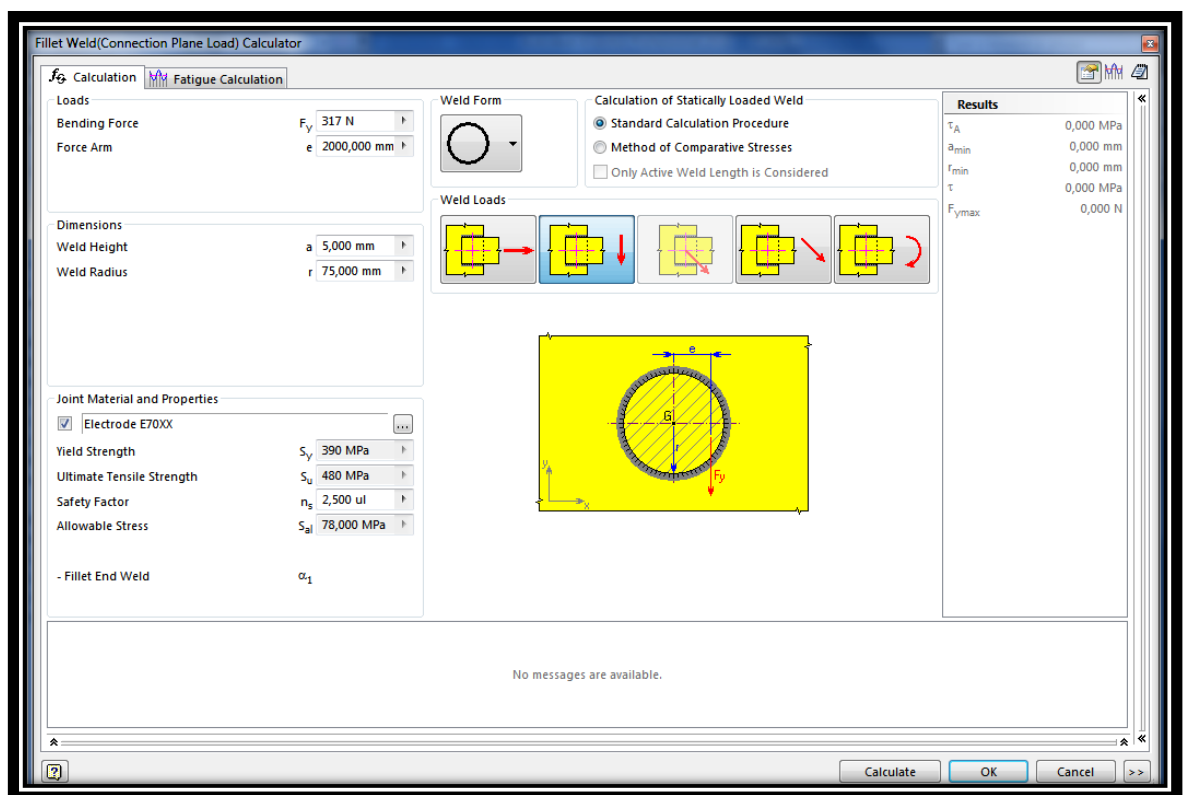 Fillet Weld(Connection Plane Load) Calculator
Calculation
Fatigue Calculation
Loads
Bending Force Fy 317 N
Force Arm e 2000,000 mm
Dimensions
Weld Height a 5,000 mm
Weld Radius r 75,000 mm
Joint Material and Properties
Electrode E70XX ...
Yield Strength Sy 390 MPa
Ultimate Tensile Strength Su 480 MPa
Safety Factor ns 2,500 ul
Allowable Stress Sal 78,000 MPa
- Fillet End Weld α1
Weld Form
Calculation of Statically Loaded Weld
Standard Calculation Procedure
Method of Comparative Stresses
Only Active Weld Length is Considered
Weld Loads
e
G
r
Fy
y
x
Results
τA 0,000 MPa
amin 0,000 mm
rmin 0,000 mm
τ 0,000 MPa
Fymax 0,000 N
No messages are available.
?
Calculate
OK
Cancel
>>